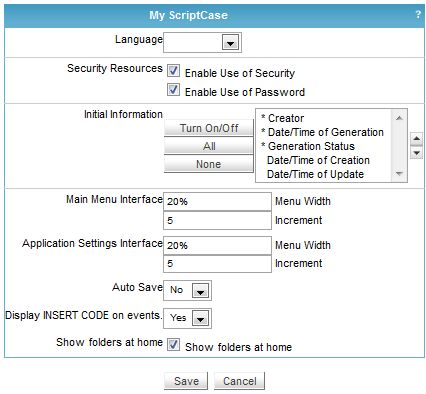 My ScriptCase ?
Language
Security Resources Enable Use of Security
Enable Use of Password
Initial Information
Turn On/Off
All
None
* Creator
* Date/Time of Generation
* Generation Status
Date/Time of Creation
Date/Time of Update
Main Menu Interface 20% Menu Width
5 Increment
Application Settings Interface 20% Menu Width
5 Increment
Auto Save No
Display INSERT CODE on events. Yes
Show folders at home Show folders at home
Save Cancel